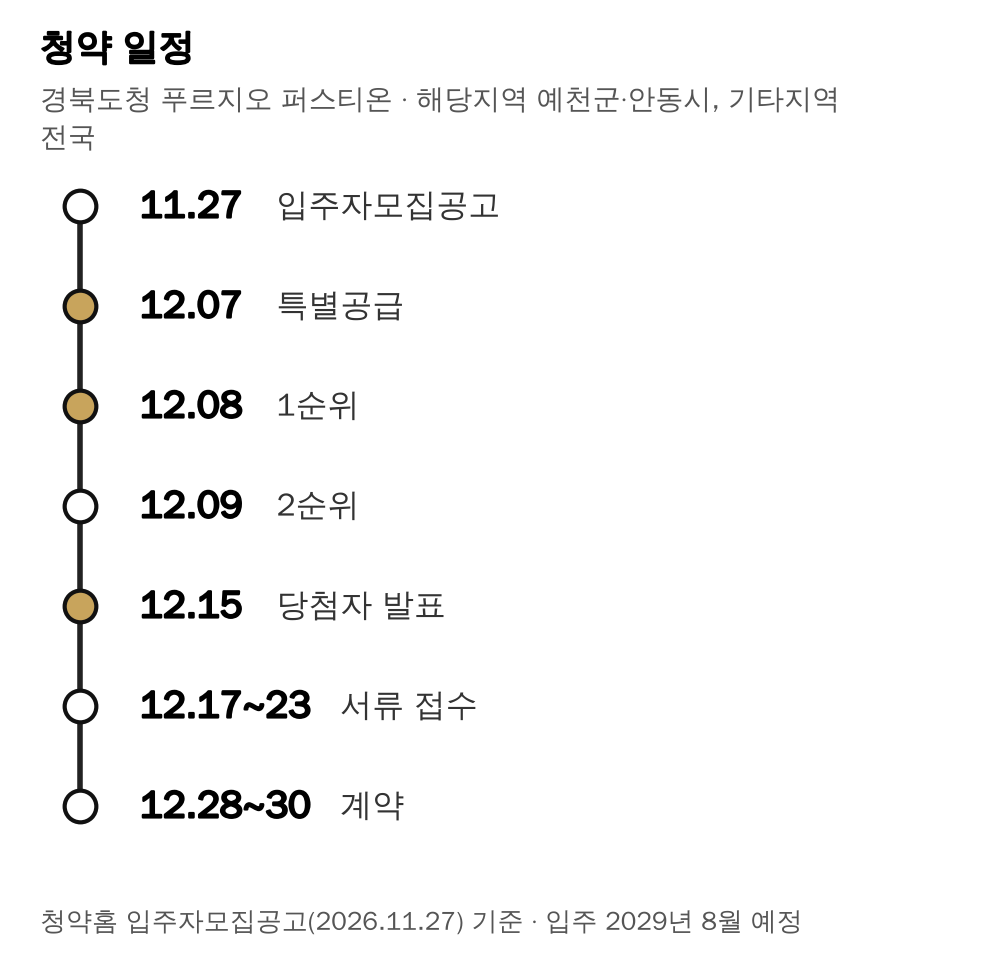 청약 일정
경북도청 푸르지오 퍼스티온 · 해당지역 예천군·안동시, 기타지역
전국
11.27 입주자모집공고
12.07 특별공급
12.08 1순위
12.09 2순위
12.15 당첨자 발표
12.17~23 서류 접수
12.28~30 계약
청약홈 입주자모집공고(2026.11.27) 기준 · 입주 2029년 8월 예정